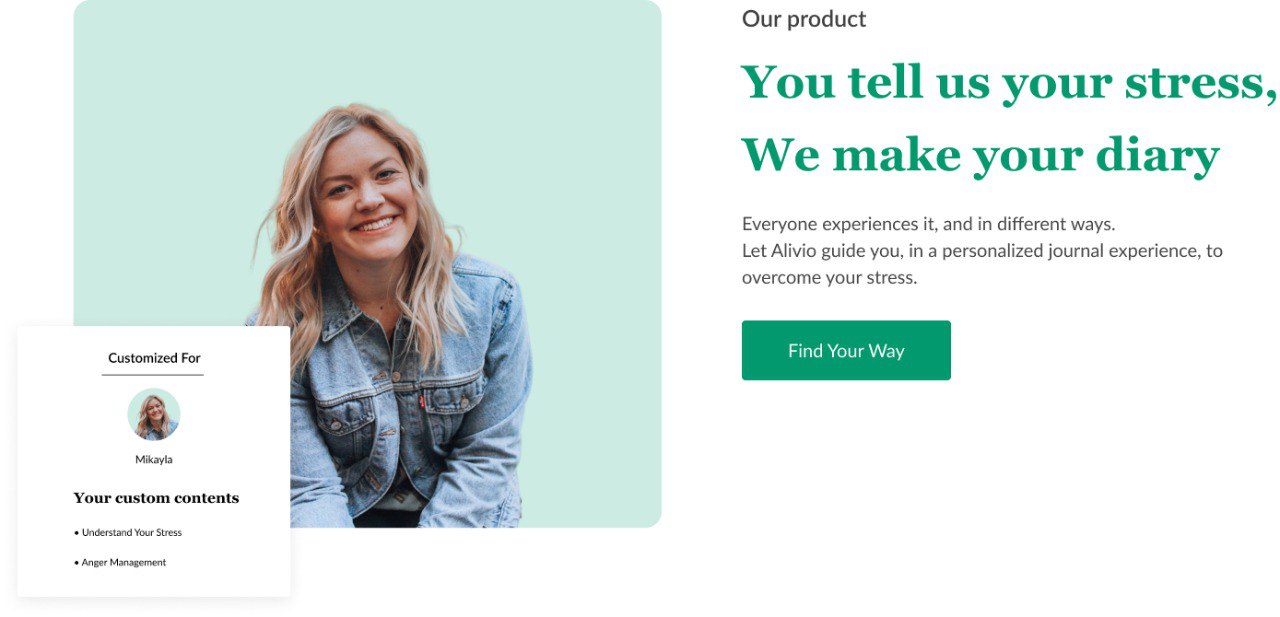 Our product
You tell us your stress,
We make your diary
Everyone experiences it, and in different ways.
Let Alivio guide you, in a personalized journal experience, to
overcome your stress.
Find Your Way
Customized For
Mikayla
Your custom contents
• Understand Your Stress
• Anger Management